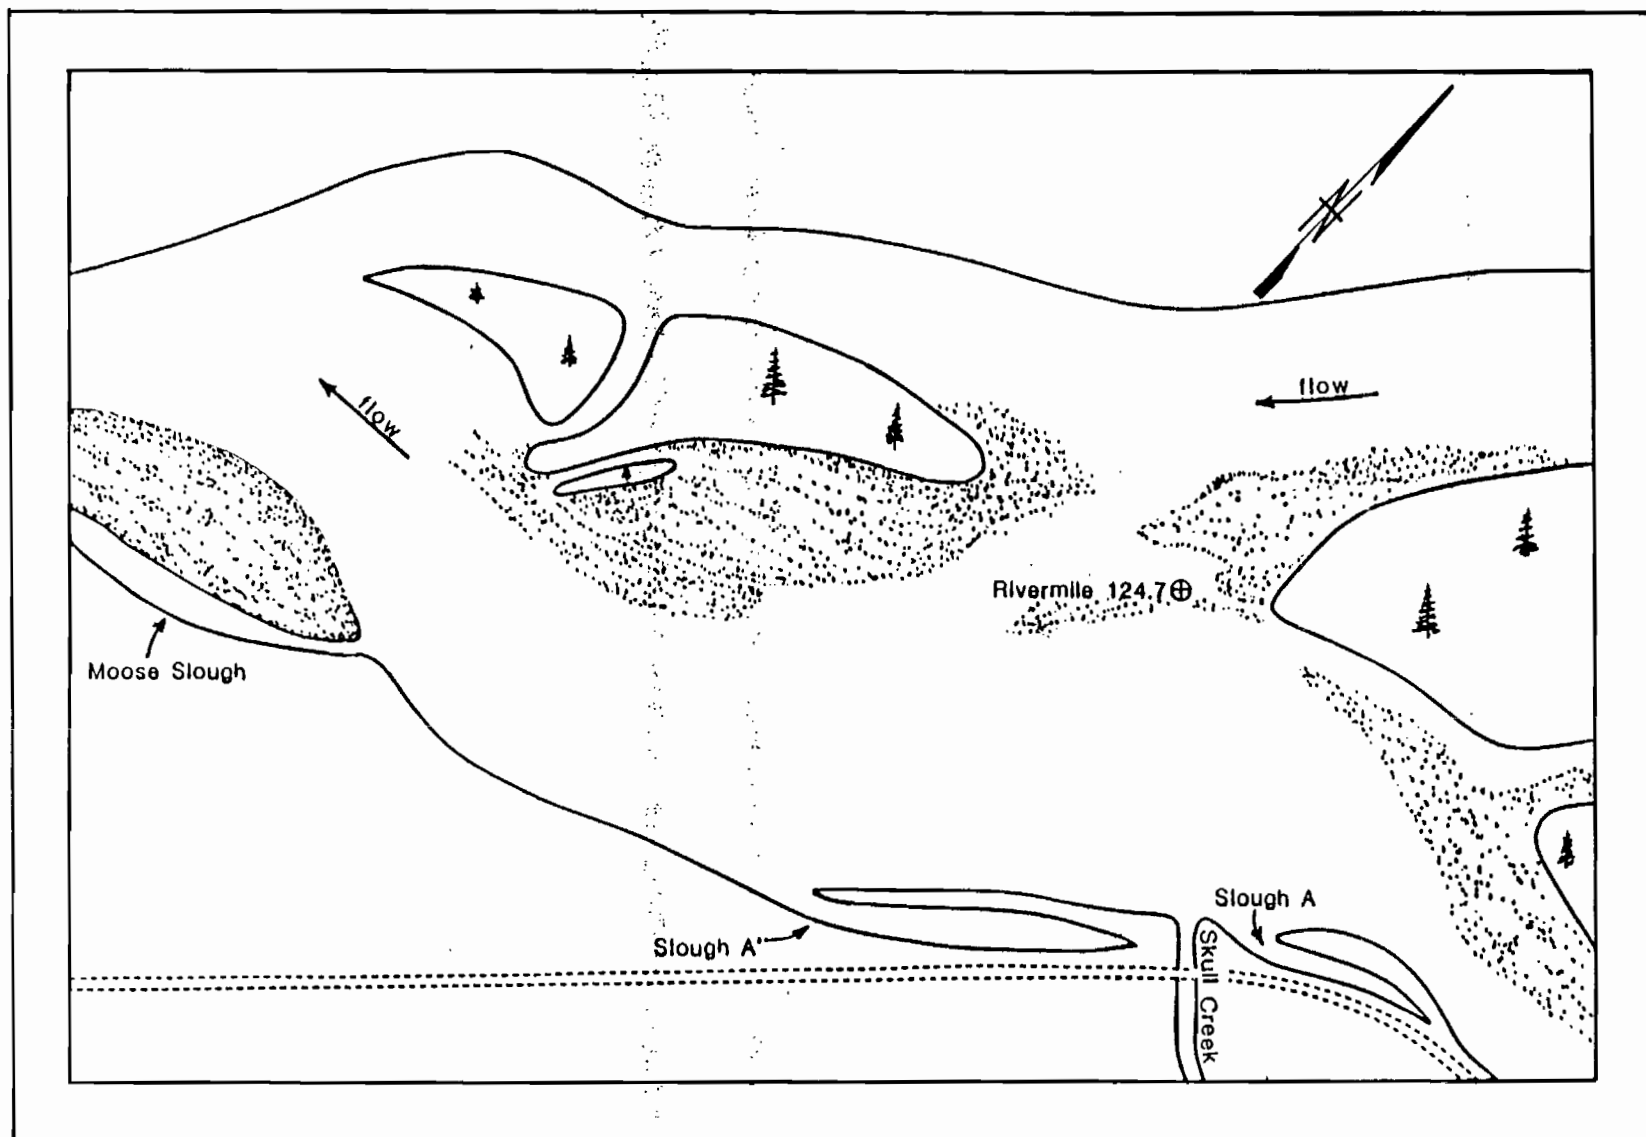 flow
flow
Rivermile 124.7
Moose Slough
Slough A
Slough A'
Skull Creek